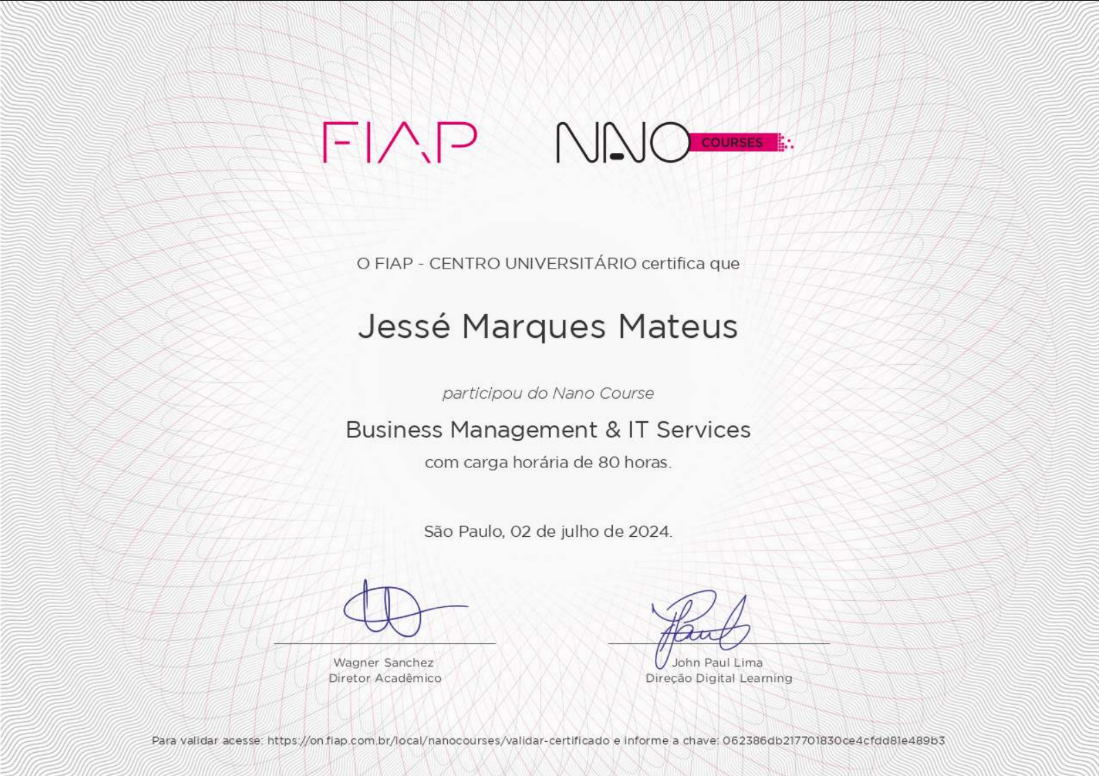 FIAP NANO COURSES
O FIAP - CENTRO UNIVERSITÁRIO certifica que
Jessé Marques Mateus
participou do Nano Course
Business Management & IT Services
com carga horária de 80 horas.
São Paulo, 02 de julho de 2024.
Wagner Sanchez
Diretor Acadêmico
John Paul Lima
Direção Digital Learning
Para validar acesse: https://on.fiap.com.br/local/nanocourses/validar-certificado e informe a chave: 062386db217701830ce4cfdd81e489b3